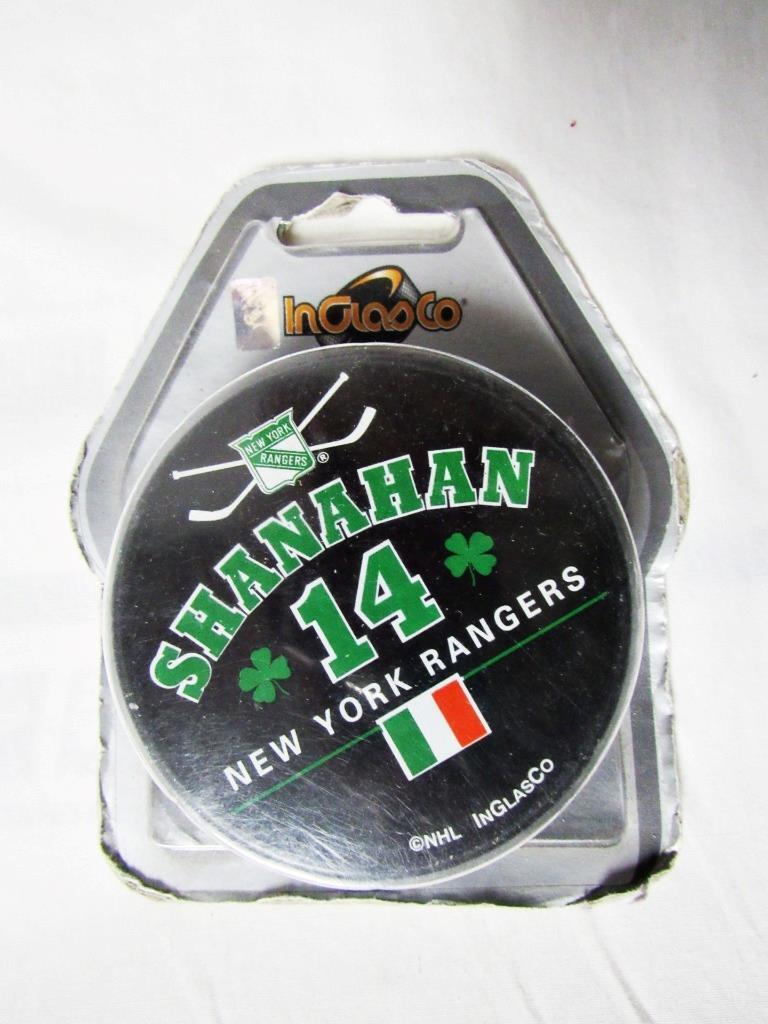 InGlasCo
NEW YORK
RANGERS ®
SHANAHAN
14
NEW YORK RANGERS
©NHL INGLASCO